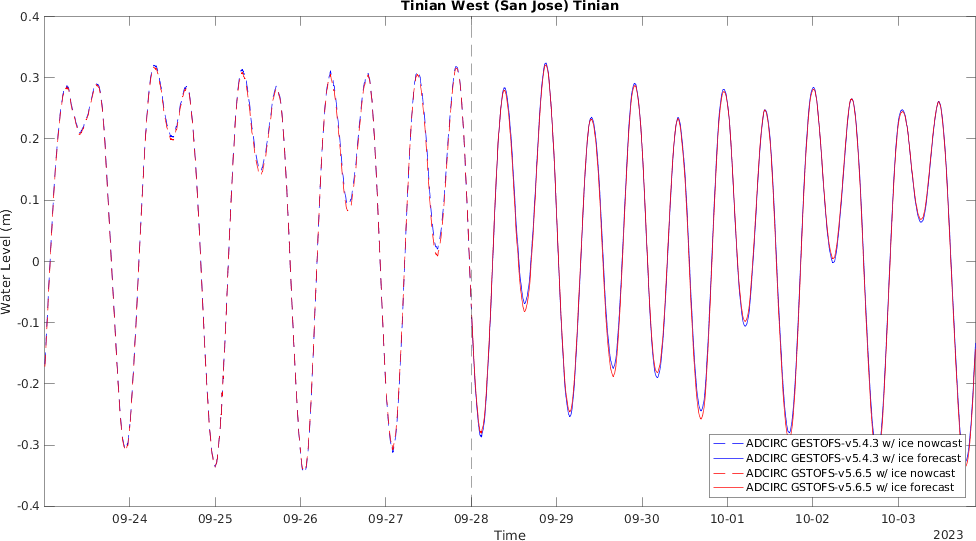 Tinian West (San Jose) Tinian
Water Level (m)
0.4
0.3
0.2
0.1
0
-0.1
-0.2
-0.3
-0.4
ADCIRC GESTOFS-v5.4.3 w/ ice nowcast
ADCIRC GESTOFS-v5.4.3 w/ ice forecast
ADCIRC GSTOFS-v5.6.5 w/ ice nowcast
ADCIRC GSTOFS-v5.6.5 w/ ice forecast
09-24 09-25 09-26 09-27 09-28 09-29 09-30 10-01 10-02 10-03
Time
2023